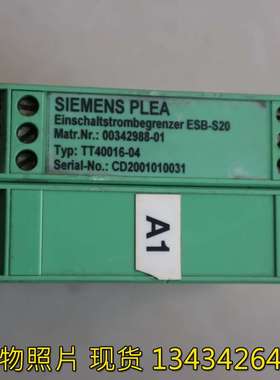 SIEMENS PLEA
Einschaltstrombegrenzer ESB-S20
Matr.Nr.: 00342988-01
Typ: TT40016-04
Serial-No.: CD2001010031
A1
物照片 现货 13434264